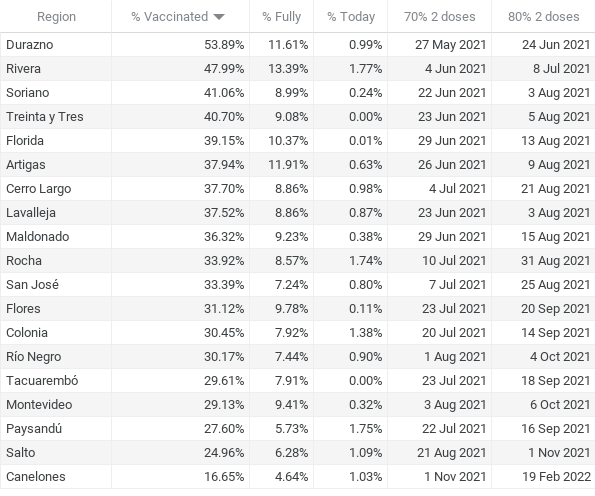 Region % Vaccinated % Fully % Today 70% 2 doses 80% 2 doses
Durazno 53.89% 11.61% 0.99% 27 May 2021 24 Jun 2021
Rivera 47.99% 13.39% 1.77% 4 Jun 2021 8 Jul 2021
Soriano 41.06% 8.99% 0.24% 22 Jun 2021 3 Aug 2021
Treinta y Tres 40.70% 9.08% 0.00% 23 Jun 2021 5 Aug 2021
Florida 39.15% 10.37% 0.01% 29 Jun 2021 13 Aug 2021
Artigas 37.94% 11.91% 0.63% 26 Jun 2021 9 Aug 2021
Cerro Largo 37.70% 8.86% 0.98% 4 Jul 2021 21 Aug 2021
Lavalleja 37.52% 8.86% 0.87% 23 Jun 2021 3 Aug 2021
Maldonado 36.32% 9.23% 0.38% 29 Jun 2021 15 Aug 2021
Rocha 33.92% 8.57% 1.74% 10 Jul 2021 31 Aug 2021
San José 33.39% 7.24% 0.80% 7 Jul 2021 25 Aug 2021
Flores 31.12% 9.78% 0.11% 23 Jul 2021 20 Sep 2021
Colonia 30.45% 7.92% 1.38% 20 Jul 2021 14 Sep 2021
Río Negro 30.17% 7.44% 0.90% 1 Aug 2021 4 Oct 2021
Tacuarembó 29.61% 7.91% 0.00% 23 Jul 2021 18 Sep 2021
Montevideo 29.13% 9.41% 0.32% 3 Aug 2021 6 Oct 2021
Paysandú 27.60% 5.73% 1.75% 22 Jul 2021 16 Sep 2021
Salto 24.96% 6.28% 1.09% 21 Aug 2021 1 Nov 2021
Canelones 16.65% 4.64% 1.03% 1 Nov 2021 19 Feb 2022